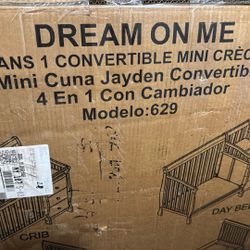 DREAM ON ME
ANS 1 CONVERTIBLE MINI CRÈC
Mini Cuna Jayden Convertib
4 En 1 Con Cambiador
Modelo:629
CRIB
DAY BE